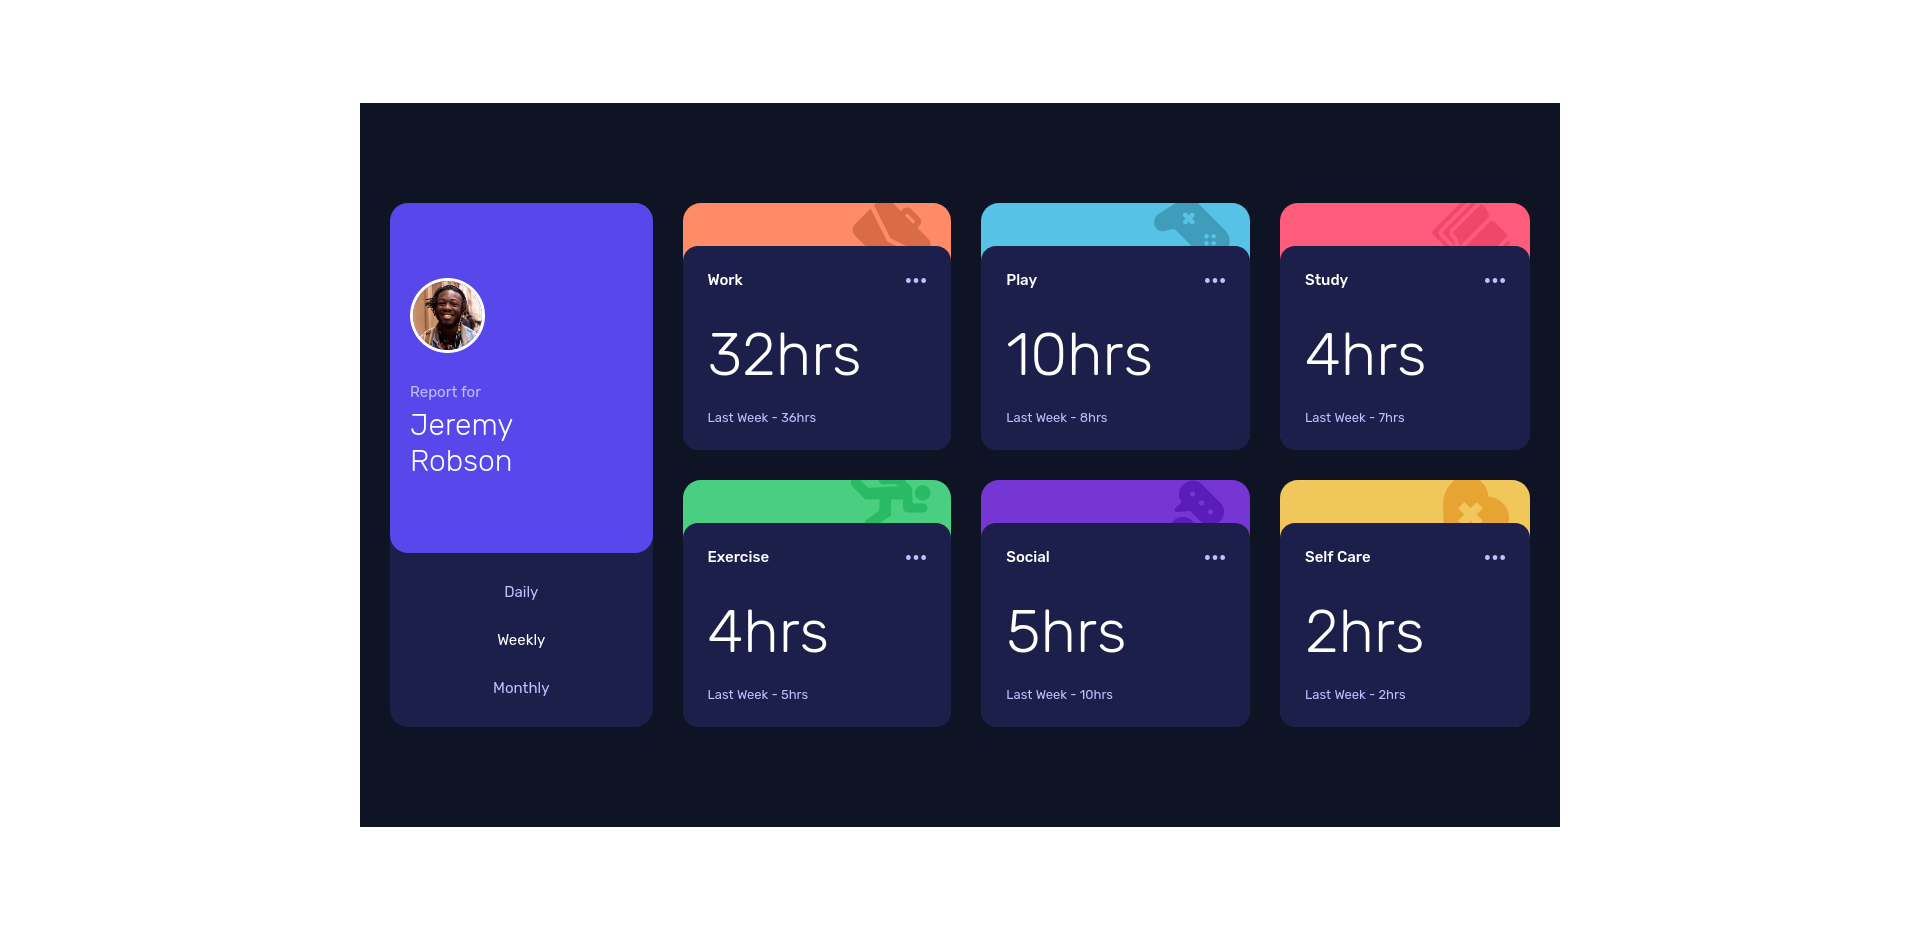 Report for
Jeremy
Robson
Daily
Weekly
Monthly
Work
32hrs
Last Week - 36hrs
Play
10hrs
Last Week - 8hrs
Study
4hrs
Last Week - 7hrs
Exercise
4hrs
Last Week - 5hrs
Social
5hrs
Last Week - 10hrs
Self Care
2hrs
Last Week - 2hrs